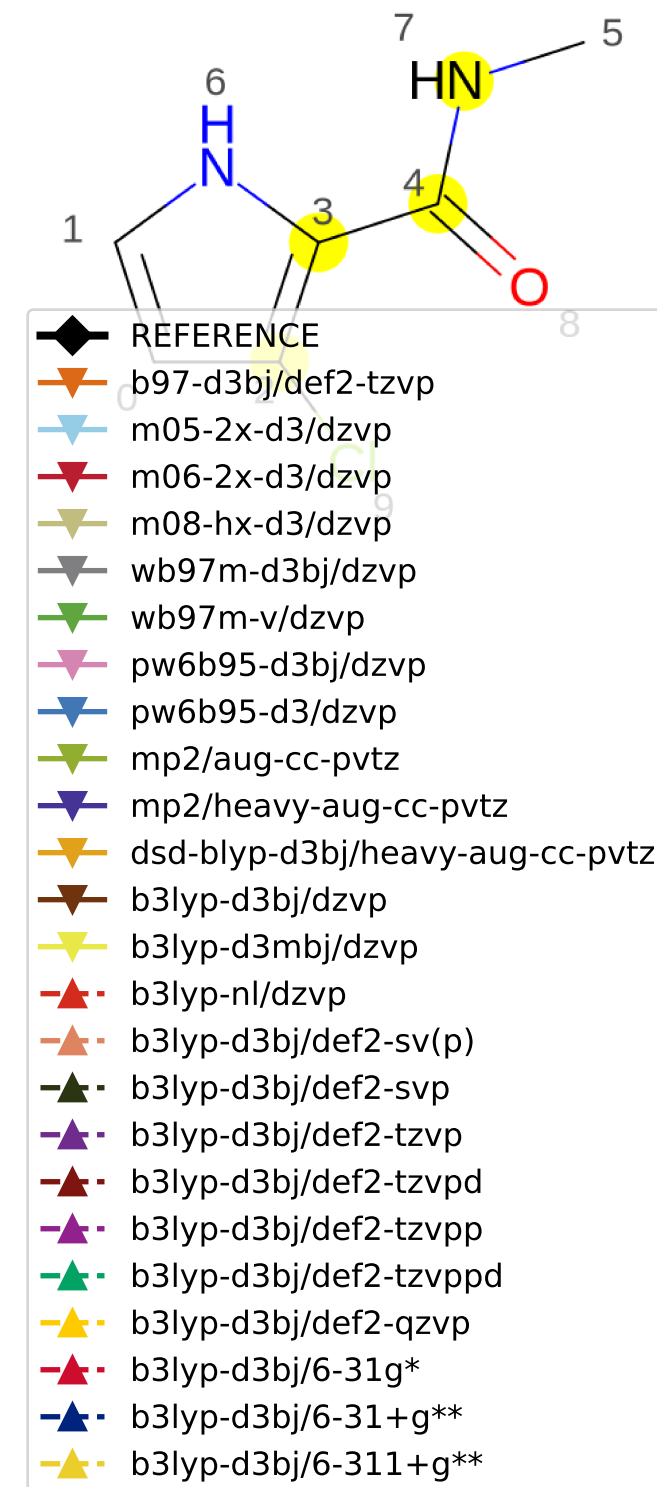 7
5
HN
6
H
N
4
3
1
O
8
REFERENCE
b97-d3bj/def2-tzvp
0
2
m05-2x-d3/dzvp
Cl
m06-2x-d3/dzvp
9
m08-hx-d3/dzvp
wb97m-d3bj/dzvp
wb97m-v/dzvp
pw6b95-d3bj/dzvp
pw6b95-d3/dzvp
mp2/aug-cc-pvtz
mp2/heavy-aug-cc-pvtz
dsd-blyp-d3bj/heavy-aug-cc-pvtz
b3lyp-d3bj/dzvp
b3lyp-d3mbj/dzvp
b3lyp-nl/dzvp
b3lyp-d3bj/def2-sv(p)
b3lyp-d3bj/def2-svp
b3lyp-d3bj/def2-tzvp
b3lyp-d3bj/def2-tzvpd
b3lyp-d3bj/def2-tzvpp
b3lyp-d3bj/def2-tzvppd
b3lyp-d3bj/def2-qzvp
b3lyp-d3bj/6-31g*
b3lyp-d3bj/6-31+g**
b3lyp-d3bj/6-311+g**